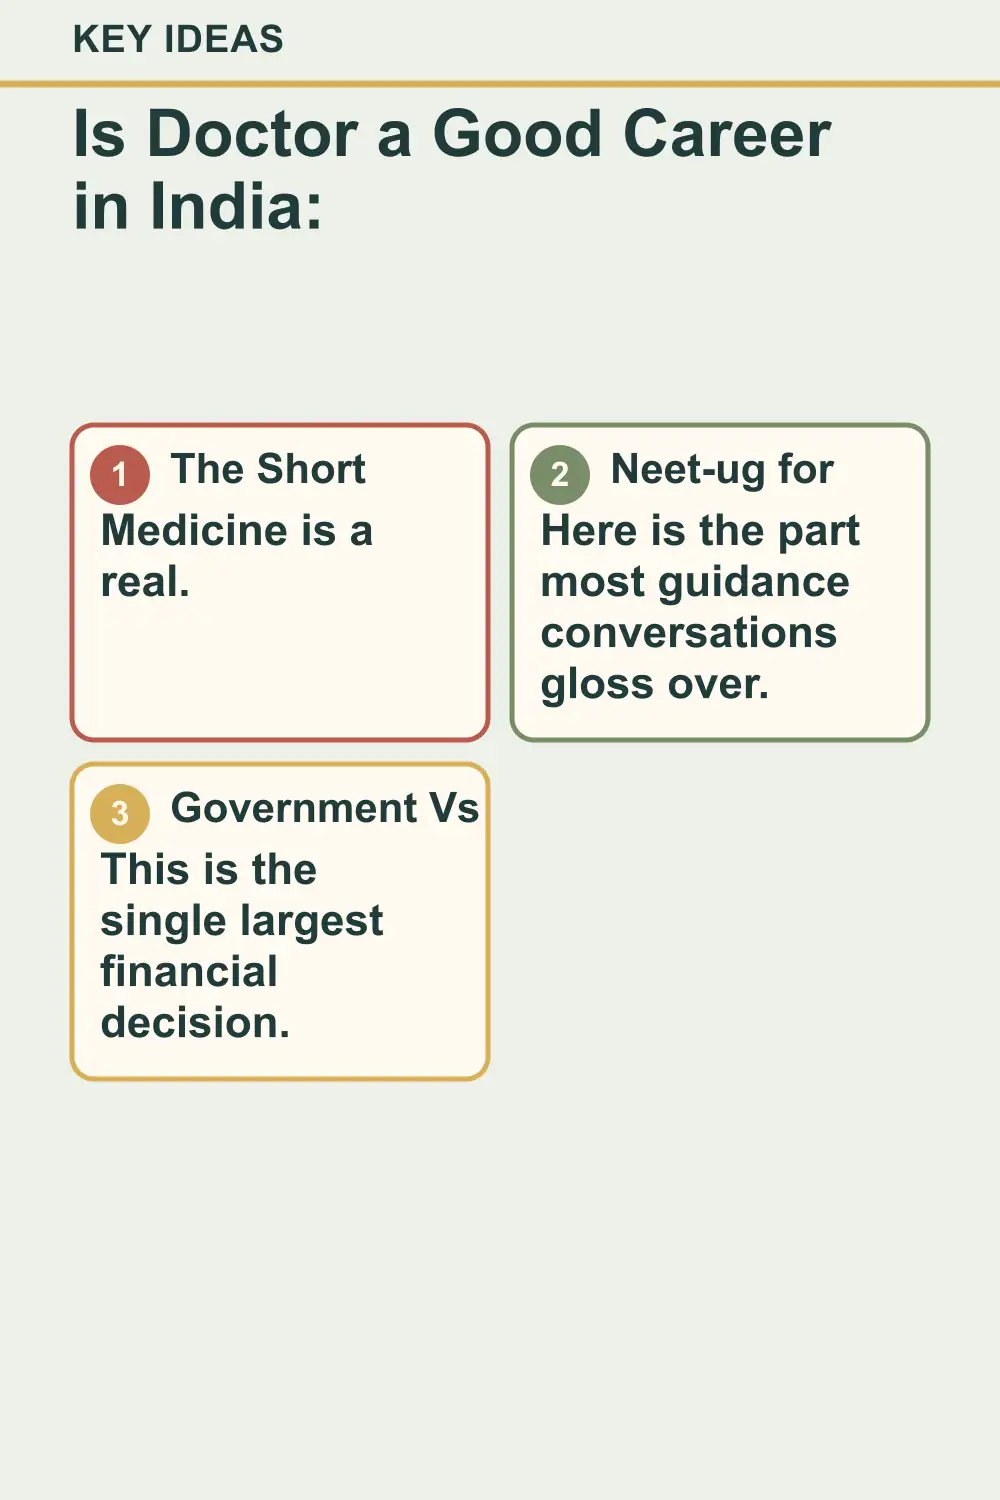 KEY IDEAS
Is Doctor a Good Career
in India:
1 The Short
Medicine is a
real.
2 Neet-ug for
Here is the part
most guidance
conversations
gloss over.
3 Government Vs
This is the
single largest
financial
decision.